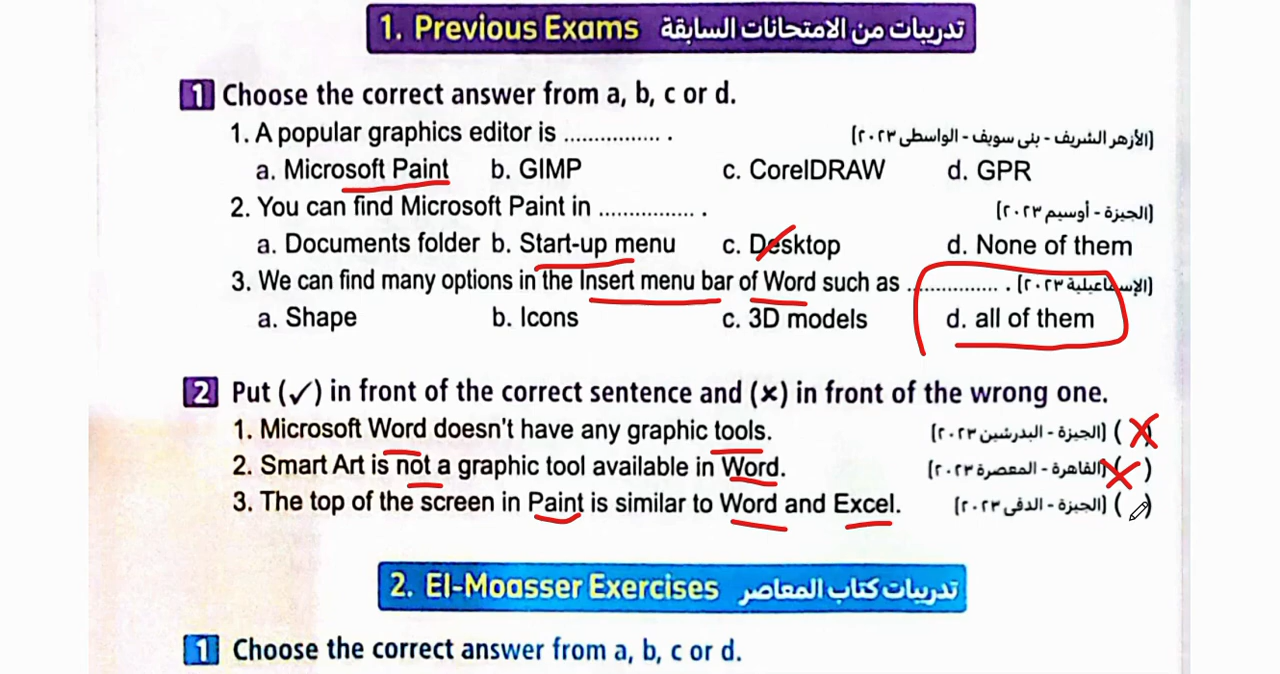 1. Previous Exams تدريبات من الامتحانات السابقة
1 Choose the correct answer from a, b, c or d.
1. A popular graphics editor is ................ . [الأزهر الشريف - بنى سويف - الواسطى ٢٠٢٣]
a. Microsoft Paint b. GIMP c. CorelDRAW d. GPR
2. You can find Microsoft Paint in ................ . [الجيزة - أوسيم ٢٠٢٣]
a. Documents folder b. Start-up menu c. Desktop d. None of them
3. We can find many options in the Insert menu bar of Word such as ................ . [الإسماعيلية ٢٠٢٣]
a. Shape b. Icons c. 3D models d. all of them
2 Put (✓) in front of the correct sentence and (×) in front of the wrong one.
1. Microsoft Word doesn't have any graphic tools. [الجيزة - البدرشين ٢٠٢٣] (X)
2. Smart Art is not a graphic tool available in Word. [القاهرة - المعصرة ٢٠٢٣] (X)
3. The top of the screen in Paint is similar to Word and Excel. [الجيزة - الدقى ٢٠٢٣] ( )
2. El-Moasser Exercises تدريبات كتاب المعاصر
1 Choose the correct answer from a, b, c or d.